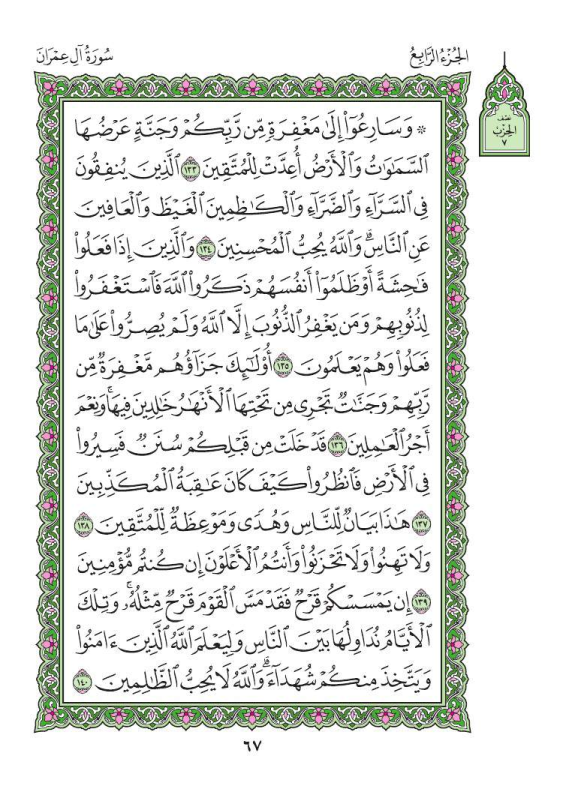 الجُزْءُ الرَّابِعُ
سُورَةُ آلِ عِمْرَان
نصف
الحِزْب
٧
۞ وَسَارِعُوٓاْ إِلَىٰ مَغْفِرَةٖ مِّن رَّبِّكُمْ وَجَنَّةٍ عَرْضُهَا
ٱلسَّمَٰوَٰتُ وَٱلْأَرْضُ أُعِدَّتْ لِلْمُتَّقِينَ ١٣٣ ٱلَّذِينَ يُنفِقُونَ
فِي ٱلسَّرَّآءِ وَٱلضَّرَّآءِ وَٱلْكَٰظِمِينَ ٱلْغَيْظَ وَٱلْعَافِينَ
عَنِ ٱلنَّاسِۗ وَٱللَّهُ يُحِبُّ ٱلْمُحْسِنِينَ ١٣٤ وَٱلَّذِينَ إِذَا فَعَلُواْ
فَٰحِشَةً أَوْ ظَلَمُوٓاْ أَنفُسَهُمْ ذَكَرُواْ ٱللَّهَ فَٱسْتَغْفَرُواْ
لِذُنُوبِهِمْ وَمَن يَغْفِرُ ٱلذُّنُوبَ إِلَّا ٱللَّهُ وَلَمْ يُصِرُّواْ عَلَىٰ مَا
فَعَلُواْ وَهُمْ يَعْلَمُونَ ١٣٥ أُوْلَٰٓئِكَ جَزَآؤُهُم مَّغْفِرَةٞ مِّن
رَّبِّهِمْ وَجَنَّٰتٞ تَجْرِي مِن تَحْتِهَا ٱلْأَنْهَٰرُ خَٰلِدِينَ فِيهَاۚ وَنِعْمَ
أَجْرُ ٱلْعَٰمِلِينَ ١٣٦ قَدْ خَلَتْ مِن قَبْلِكُمْ سُنَنٞ فَسِيرُواْ
فِي ٱلْأَرْضِ فَٱنظُرُواْ كَيْفَ كَانَ عَٰقِبَةُ ٱلْمُكَذِّبِينَ
١٣٧ هَٰذَا بَيَانٞ لِّلنَّاسِ وَهُدٗى وَمَوْعِظَةٞ لِّلْمُتَّقِينَ ١٣٨
وَلَا تَهِنُواْ وَلَا تَحْزَنُواْ وَأَنتُمُ ٱلْأَعْلَوْنَ إِن كُنتُم مُّؤْمِنِينَ
١٣٩ إِن يَمْسَسْكُمْ قَرْحٞ فَقَدْ مَسَّ ٱلْقَوْمَ قَرْحٞ مِّثْلُهُۥۚ وَتِلْكَ
ٱلْأَيَّامُ نُدَاوِلُهَا بَيْنَ ٱلنَّاسِ وَلِيَعْلَمَ ٱللَّهُ ٱلَّذِينَ ءَامَنُواْ
وَيَتَّخِذَ مِنكُمْ شُهَدَآءَۗ وَٱللَّهُ لَا يُحِبُّ ٱلظَّٰلِمِينَ ١٤٠
٦٧